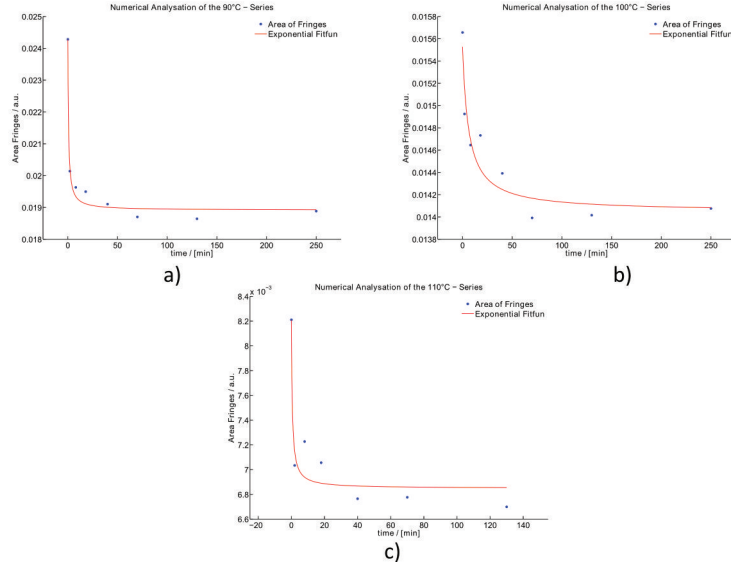 Numerical Analysation of the 90°C − Series
0.025
0.024
0.023
0.022
0.021
0.02
0.019
0.018
Area Fringes / a.u.
Area of Fringes
Exponential Fitfun
0 50 100 150 200 250
time / [min]
a)
Numerical Analysation of the 100°C − Series
0.0158
0.0156
0.0154
0.0152
0.015
0.0148
0.0146
0.0144
0.0142
0.014
0.0138
Area Fringes / a.u.
Area of Fringes
Exponential Fitfun
0 50 100 150 200 250
time / [min]
b)
x 10⁻³
Numerical Analysation of the 110°C − Series
8.4
8.2
8
7.8
7.6
7.4
7.2
7
6.8
6.6
Area Fringes / a.u.
Area of Fringes
Exponential Fitfun
−20 0 20 40 60 80 100 120 140
time / [min]
c)